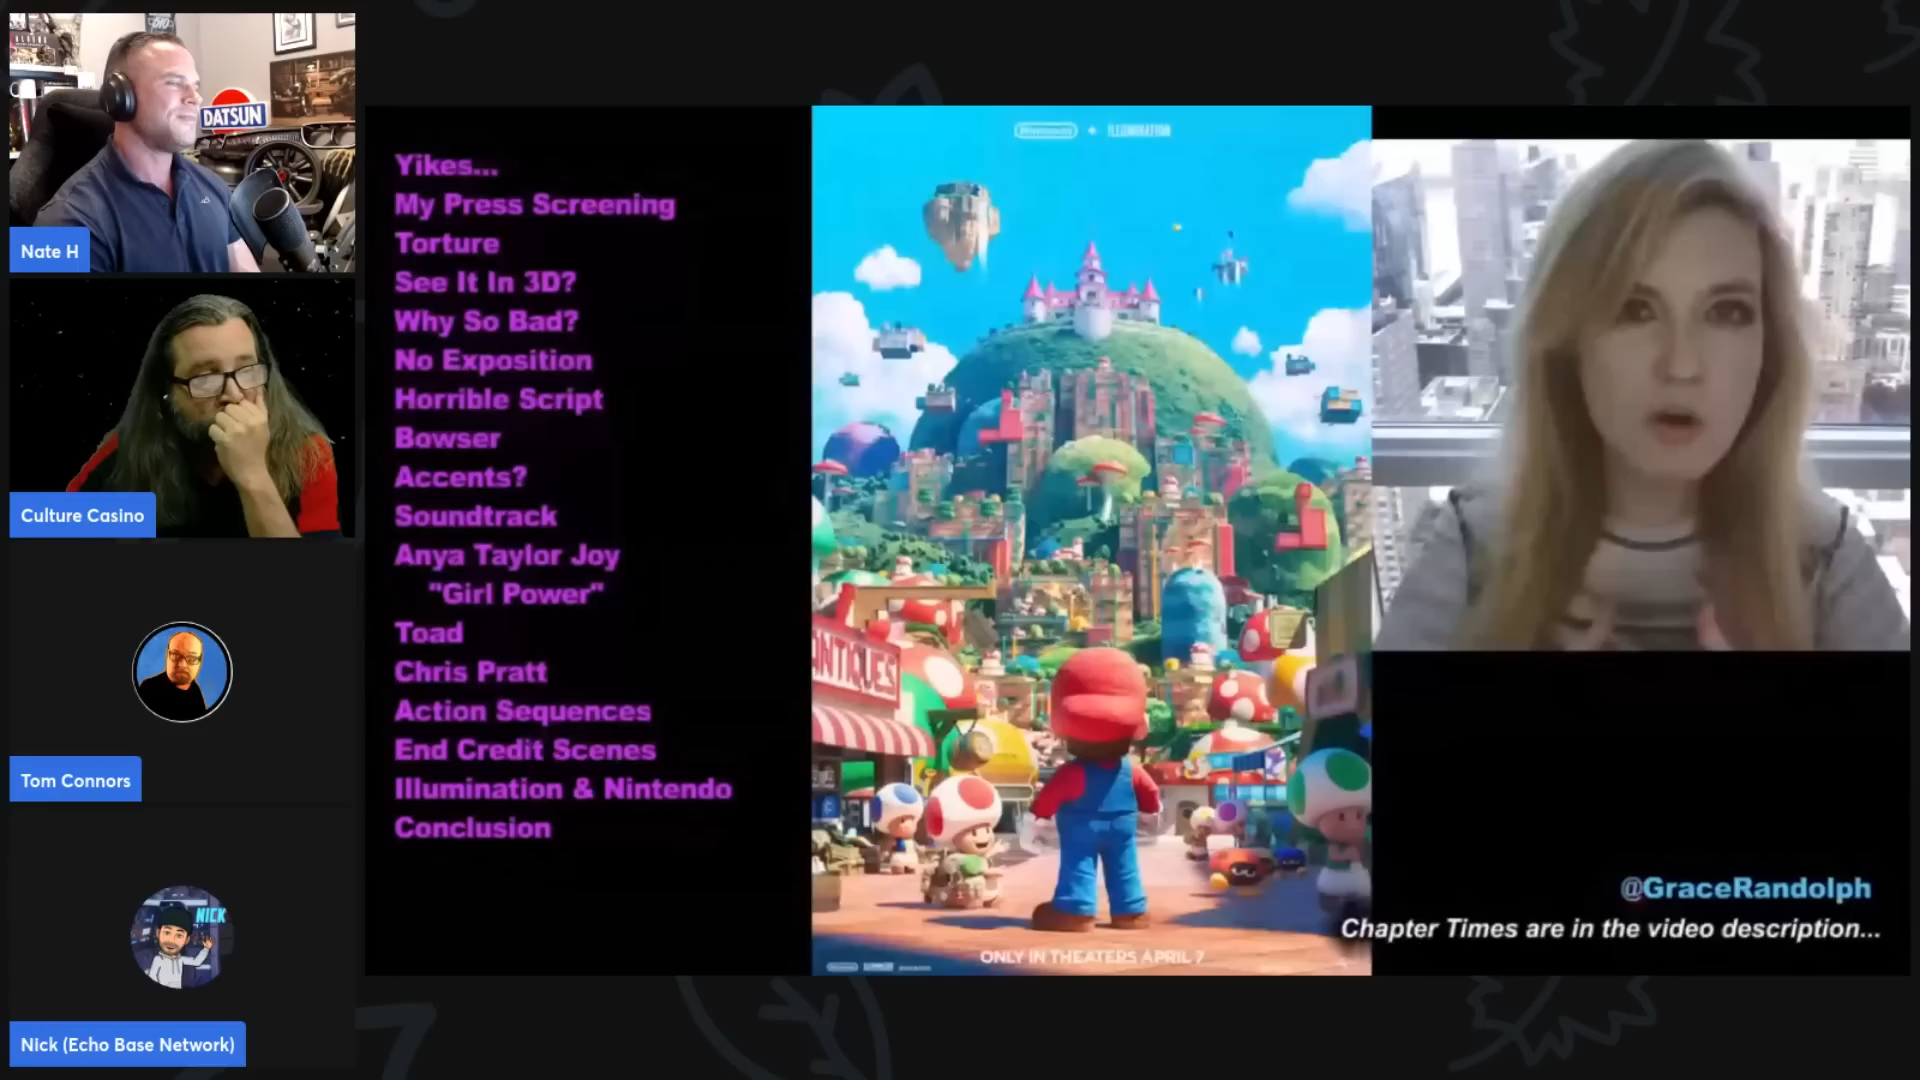 DATSUN
Nate H
Culture Casino
Tom Connors
NICK
Nick (Echo Base Network)
Yikes...
My Press Screening
Torture
See It In 3D?
Why So Bad?
No Exposition
Horrible Script
Bowser
Accents?
Soundtrack
Anya Taylor Joy
"Girl Power"
Toad
Chris Pratt
Action Sequences
End Credit Scenes
Illumination & Nintendo
Conclusion
Nintendo + ILLUMINATION
ANTIQUES
ONLY IN THEATERS APRIL 7
@GraceRandolph
Chapter Times are in the video description...